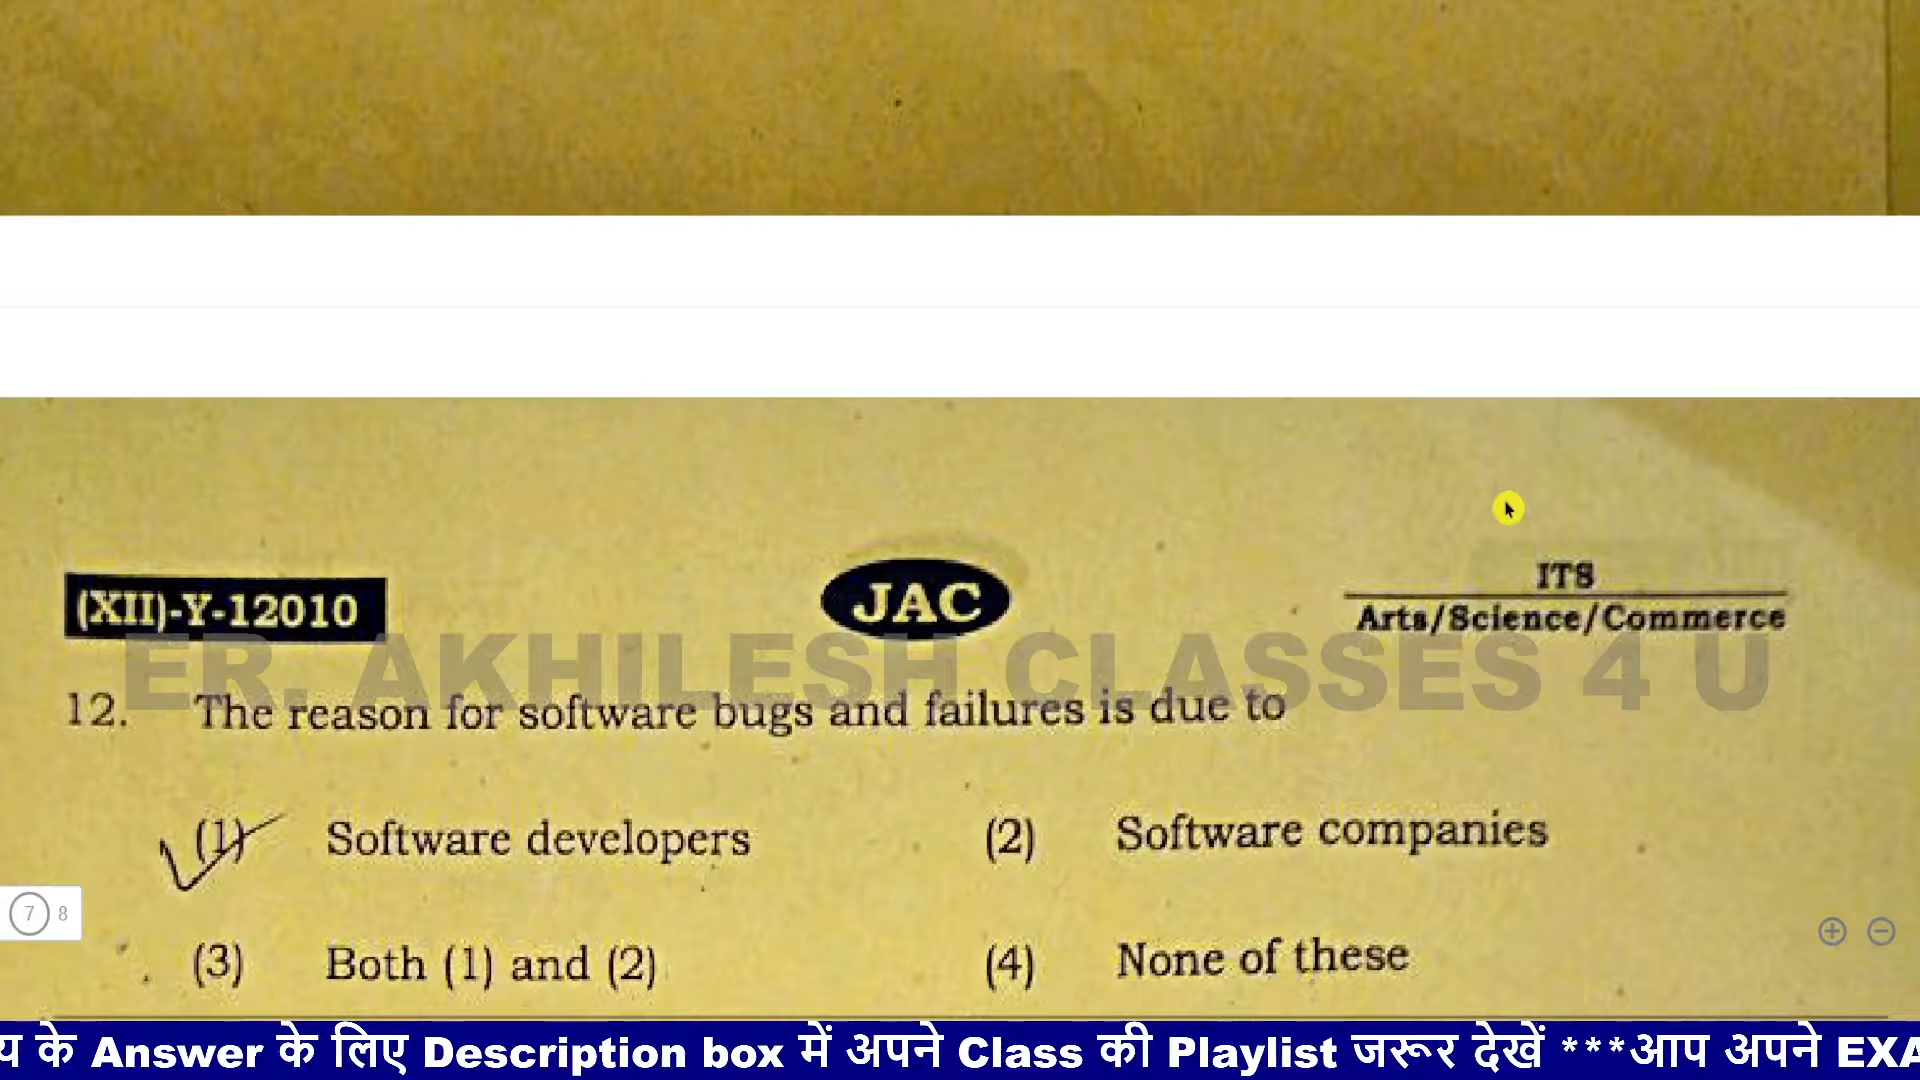 (XII)-Y-12010
JAC
ITS
Arts/Science/Commerce
ER. AKHILESH CLASSES 4 U
12. The reason for software bugs and failures is due to
(1) Software developers
(2) Software companies
(3) Both (1) and (2)
(4) None of these
7 8
य के Answer के लिए Description box में अपने Class की Playlist जरूर देखें ***आप अपने EXA